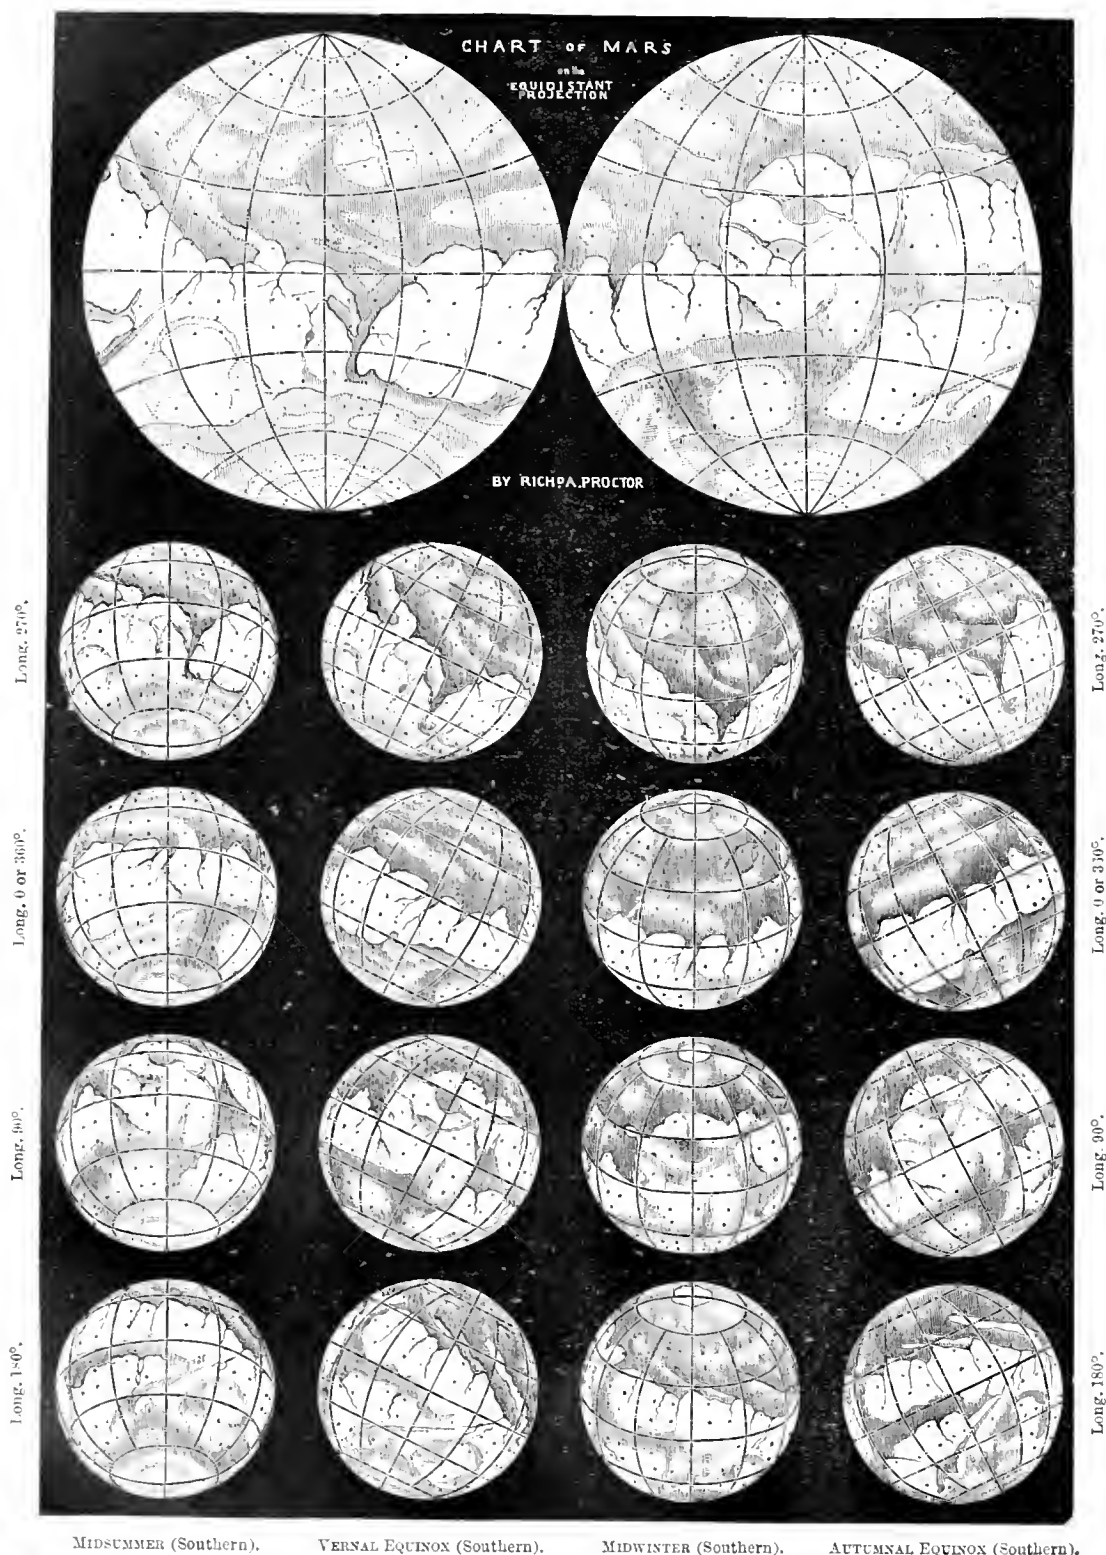 CHART OF MARS
on the
EQUIDISTANT
PROJECTION
BY RICHD A. PROCTOR
Long. 270°.
Long. 270°.
Long. 0 or 360°.
Long. 0 or 330°.
Long. 90°.
Long. 90°.
Long. 180°.
Long. 180°.
MIDSUMMER (Southern).
VERNAL EQUINOX (Southern).
MIDWINTER (Southern).
AUTUMNAL EQUINOX (Southern).